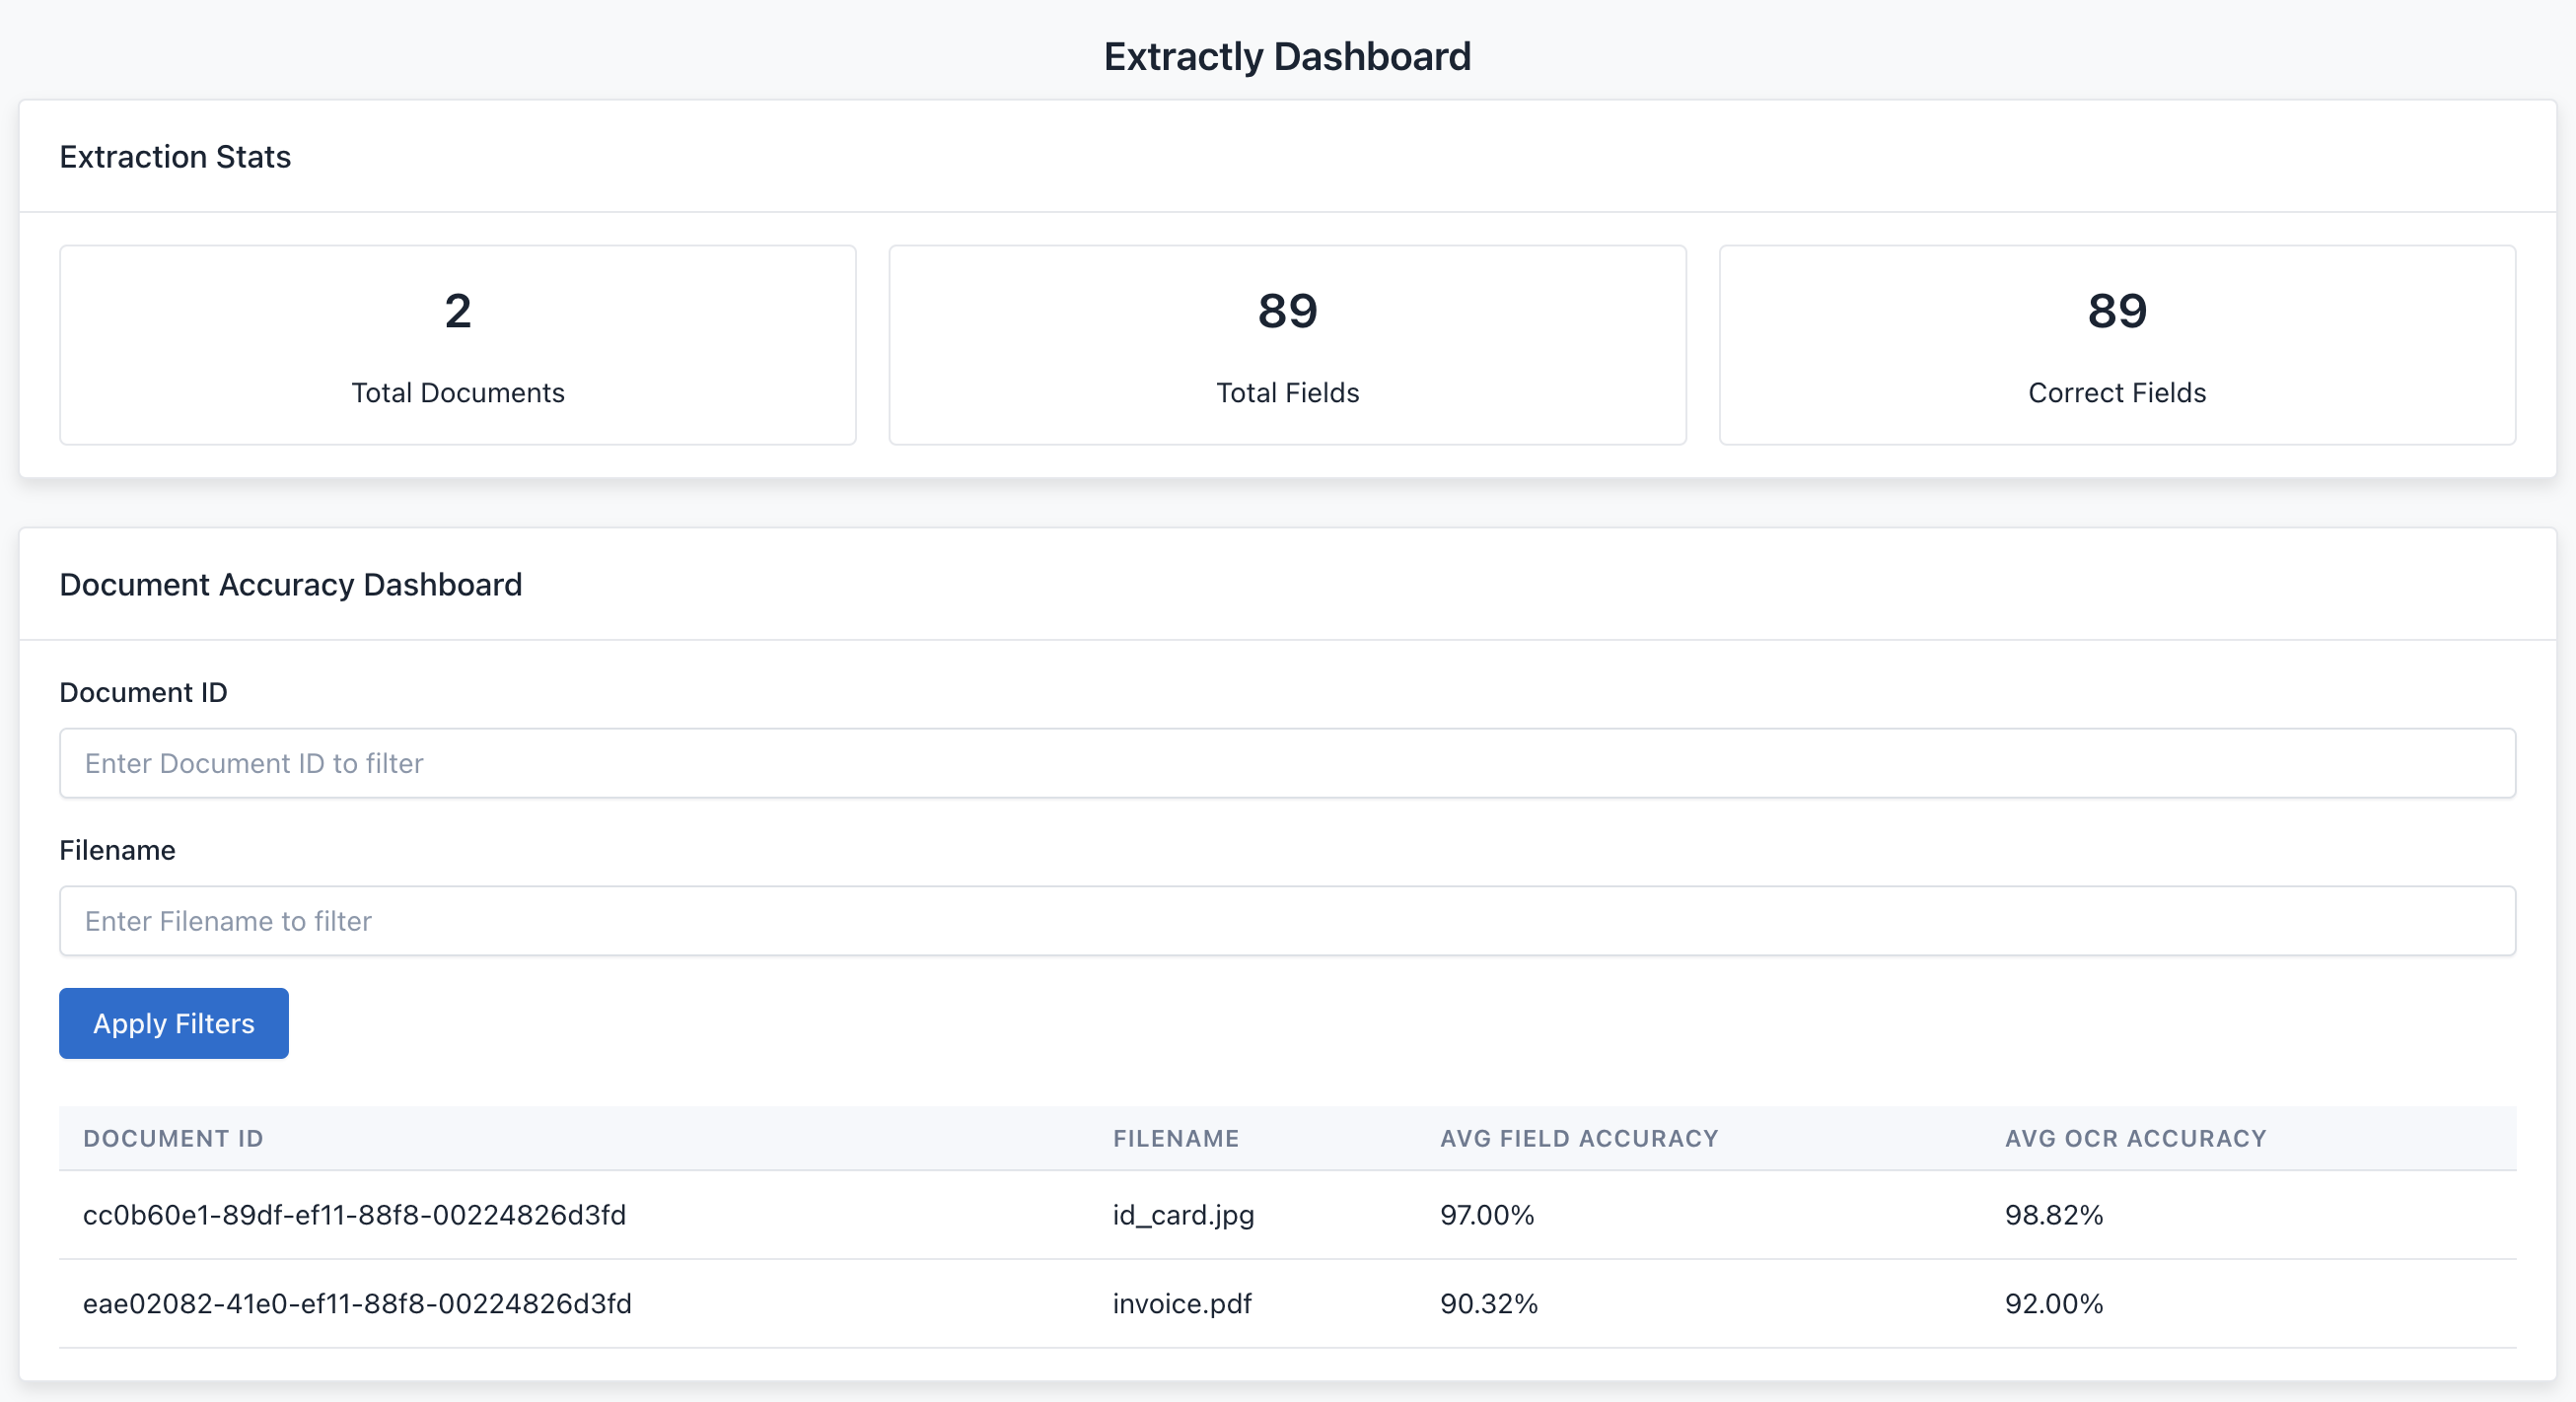 Extractly Dashboard
Extraction Stats
2
Total Documents
89
Total Fields
89
Correct Fields
Document Accuracy Dashboard
Document ID
Enter Document ID to filter
Filename
Enter Filename to filter
Apply Filters
DOCUMENT ID FILENAME AVG FIELD ACCURACY AVG OCR ACCURACY
cc0b60e1-89df-ef11-88f8-00224826d3fd id_card.jpg 97.00% 98.82%
eae02082-41e0-ef11-88f8-00224826d3fd invoice.pdf 90.32% 92.00%